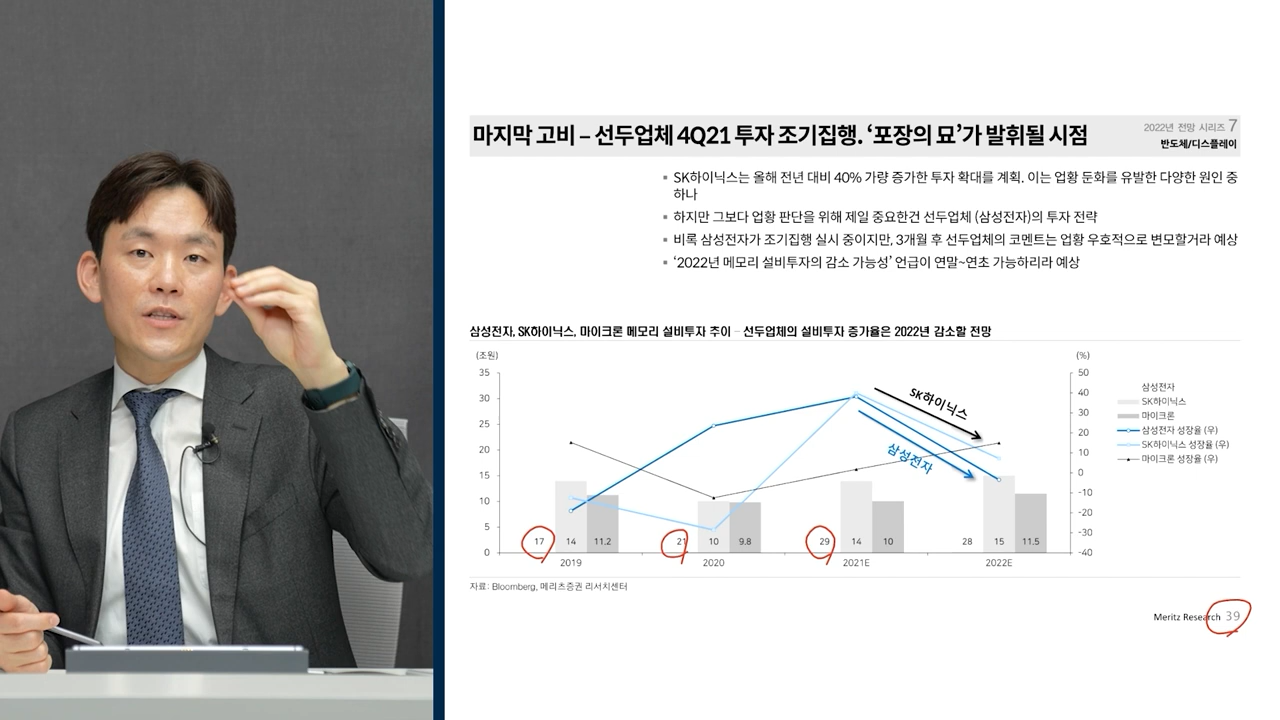 마지막 고비 – 선두업체 4Q21 투자 조기집행. ‘포장의 묘’가 발휘될 시점
2022년 전망 시리즈 7
반도체/디스플레이
▪ SK하이닉스는 올해 전년 대비 40% 가량 증가한 투자 확대를 계획. 이는 업황 둔화를 유발한 다양한 원인 중
하나
▪ 하지만 그보다 업황 판단을 위해 제일 중요한건 선두업체 (삼성전자)의 투자 전략
▪ 비록 삼성전자가 조기집행 실시 중이지만, 3개월 후 선두업체의 코멘트는 업황 우호적으로 변모할거라 예상
▪ ‘2022년 메모리 설비투자의 감소 가능성’ 언급이 연말~연초 가능하리라 예상
삼성전자, SK하이닉스, 마이크론 메모리 설비투자 추이 – 선두업체의 설비투자 증가율은 2022년 감소할 전망
(조원)
(%)
35
30
25
20
15
10
5
0
50
40
30
20
10
0
-10
-20
-30
-40
SK하이닉스
삼성전자
17 14 11.2
21 10 9.8
29 14 10
28 15 11.5
2019 2020 2021E 2022E
삼성전자
SK하이닉스
마이크론
삼성전자 성장율 (우)
SK하이닉스 성장율 (우)
마이크론 성장율 (우)
자료: Bloomberg, 메리츠증권 리서치센터
Meritz Research 39